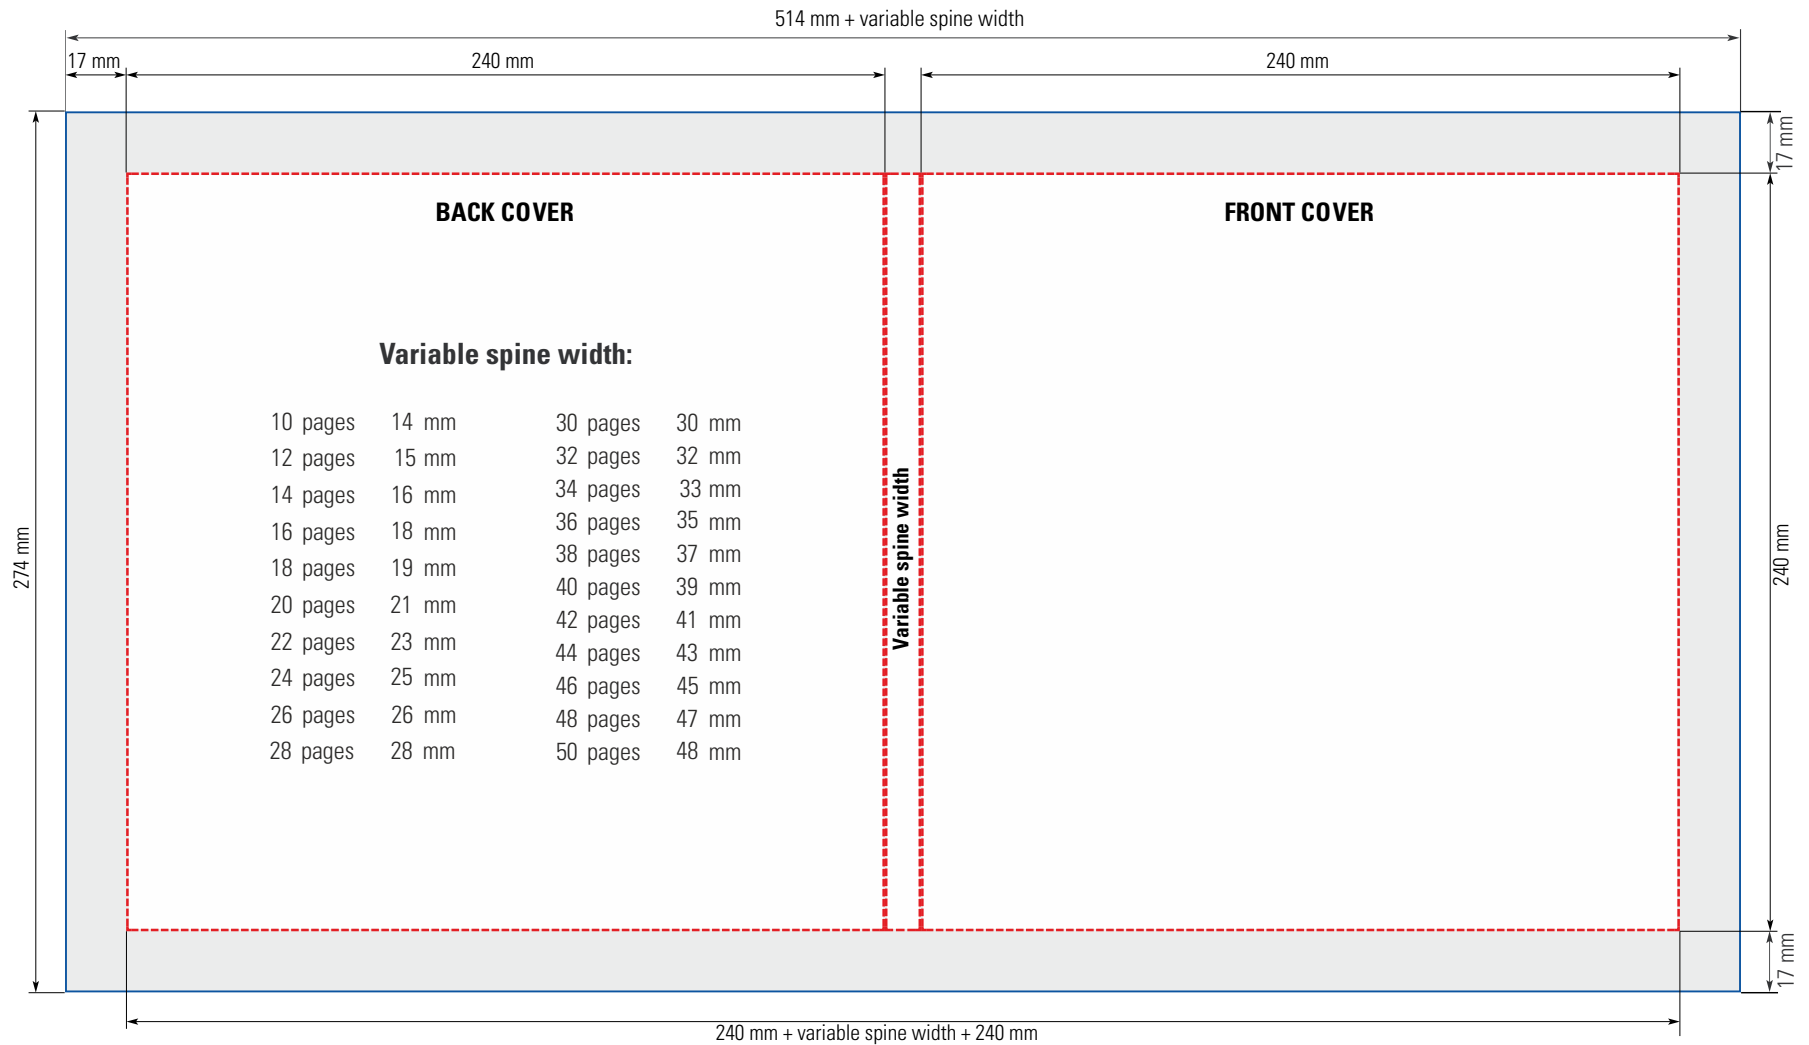 514 mm + variable spine width
17 mm 240 mm 240 mm
17 mm
BACK COVER FRONT COVER
Variable spine width:
10 pages 14 mm 30 pages 30 mm
12 pages 15 mm 32 pages 32 mm
14 pages 16 mm 34 pages 33 mm
16 pages 18 mm 36 pages 35 mm
18 pages 19 mm 38 pages 37 mm
20 pages 21 mm 40 pages 39 mm
22 pages 23 mm 42 pages 41 mm
24 pages 25 mm 44 pages 43 mm
26 pages 26 mm 46 pages 45 mm
28 pages 28 mm 48 pages 47 mm
50 pages 48 mm
Variable spine width
274 mm
240 mm
17 mm
240 mm + variable spine width + 240 mm